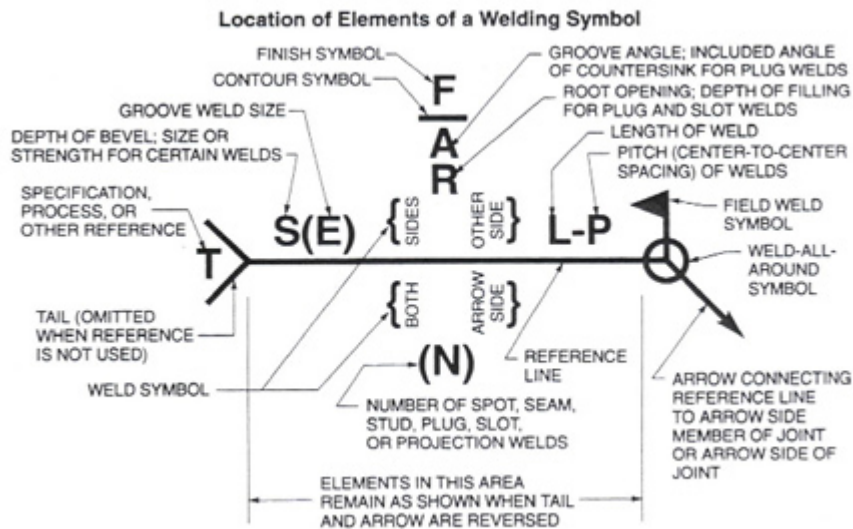 Location of Elements of a Welding Symbol
FINISH SYMBOL
CONTOUR SYMBOL
F
GROOVE ANGLE; INCLUDED ANGLE
OF COUNTERSINK FOR PLUG WELDS
GROOVE WELD SIZE
ROOT OPENING; DEPTH OF FILLING
FOR PLUG AND SLOT WELDS
A
R
DEPTH OF BEVEL; SIZE OR
STRENGTH FOR CERTAIN WELDS
LENGTH OF WELD
PITCH (CENTER-TO-CENTER
SPACING) OF WELDS
SPECIFICATION,
PROCESS, OR
OTHER REFERENCE
T
S(E)
SIDES
OTHER
SIDE
L-P
FIELD WELD
SYMBOL
WELD-ALL-
AROUND
SYMBOL
TAIL (OMITTED
WHEN REFERENCE
IS NOT USED)
BOTH
ARROW
SIDE
WELD SYMBOL
(N)
REFERENCE
LINE
NUMBER OF SPOT, SEAM,
STUD, PLUG, SLOT,
OR PROJECTION WELDS
ARROW CONNECTING
REFERENCE LINE
TO ARROW SIDE
MEMBER OF JOINT
OR ARROW SIDE OF
JOINT
ELEMENTS IN THIS AREA
REMAIN AS SHOWN WHEN TAIL
AND ARROW ARE REVERSED